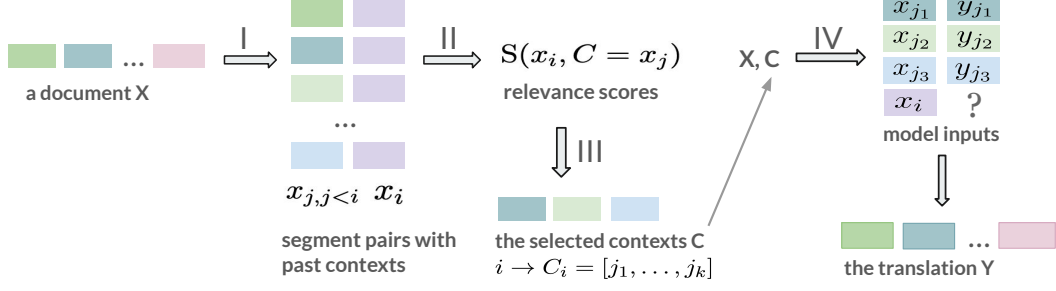 ...
a document X
I
...
x_{j,j<i} x_i
segment pairs with
past contexts
II
S(x_i, C = x_j)
relevance scores
III
the selected contexts C
i → C_i = [j_1, . . . , j_k]
X, C
IV
x_{j_1} y_{j_1}
x_{j_2} y_{j_2}
x_{j_3} y_{j_3}
x_i ?
model inputs
...
the translation Y